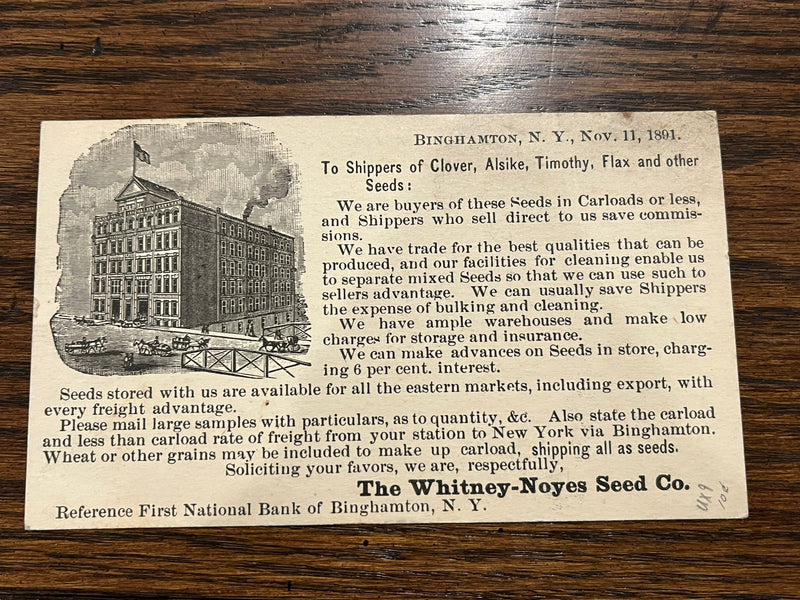 BINGHAMTON, N. Y., NOV. 11, 1891.
To Shippers of Clover, Alsike, Timothy, Flax and other
Seeds:
We are buyers of these Seeds in Carloads or less,
and Shippers who sell direct to us save commis-
sions.
We have trade for the best qualities that can be
produced, and our facilities for cleaning enable us
to separate mixed Seeds so that we can use such to
sellers advantage. We can usually save Shippers
the expense of bulking and cleaning.
We have ample warehouses and make low
charges for storage and insurance.
We can make advances on Seeds in store, charg-
ing 6 per cent. interest.
Seeds stored with us are available for all the eastern markets, including export, with
every freight advantage.
Please mail large samples with particulars, as to quantity, &c. Also state the carload
and less than carload rate of freight from your station to New York via Binghamton.
Wheat or other grains may be included to make up carload, shipping all as seeds.
Soliciting your favors, we are, respectfully,
The Whitney-Noyes Seed Co.
Reference First National Bank of Binghamton, N. Y.
UX9